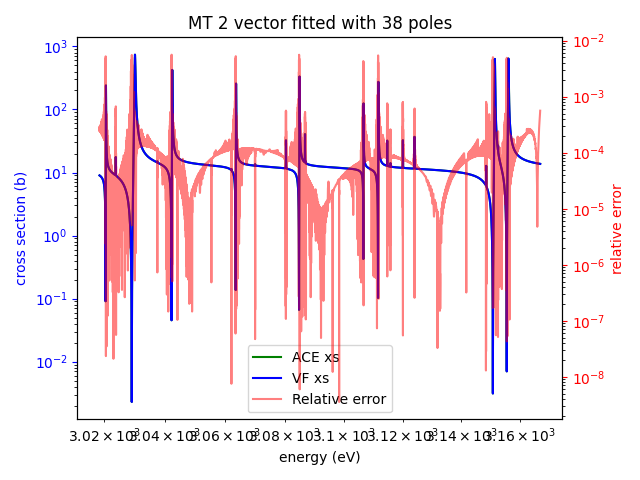 MT 2 vector fitted with 38 poles
10³
10²
10¹
10⁰
10⁻¹
10⁻²
cross section (b)
10⁻²
10⁻³
10⁻⁴
10⁻⁵
10⁻⁶
10⁻⁷
10⁻⁸
relative error
ACE xs
VF xs
Relative error
3.02 × 10³ 3.04 × 10³ 3.06 × 10³ 3.08 × 10³ 3.1 × 10³ 3.12 × 10³ 3.14 × 10³ 3.16 × 10³
energy (eV)